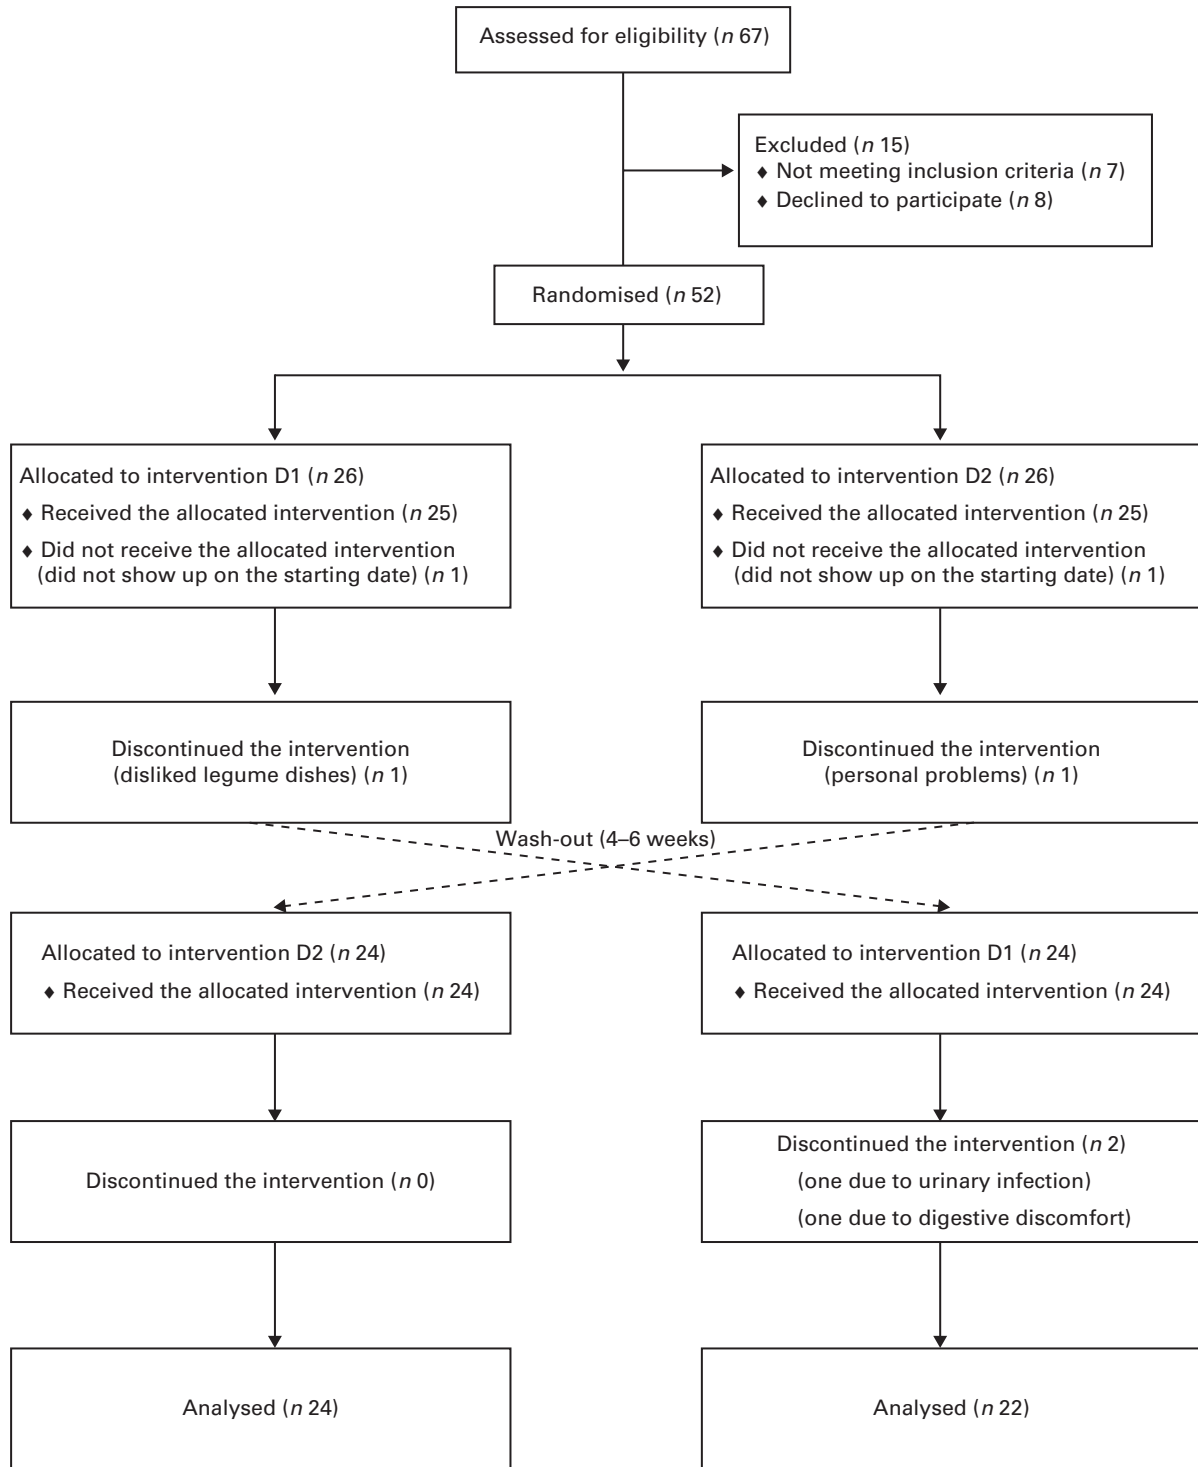 Assessed for eligibility (n 67)
Excluded (n 15)
♦ Not meeting inclusion criteria (n 7)
♦ Declined to participate (n 8)
Randomised (n 52)
Allocated to intervention D1 (n 26)
♦ Received the allocated intervention (n 25)
♦ Did not receive the allocated intervention
(did not show up on the starting date) (n 1)
Allocated to intervention D2 (n 26)
♦ Received the allocated intervention (n 25)
♦ Did not receive the allocated intervention
(did not show up on the starting date) (n 1)
Discontinued the intervention
(disliked legume dishes) (n 1)
Discontinued the intervention
(personal problems) (n 1)
Wash-out (4–6 weeks)
Allocated to intervention D2 (n 24)
♦ Received the allocated intervention (n 24)
Allocated to intervention D1 (n 24)
♦ Received the allocated intervention (n 24)
Discontinued the intervention (n 0)
Discontinued the intervention (n 2)
(one due to urinary infection)
(one due to digestive discomfort)
Analysed (n 24)
Analysed (n 22)